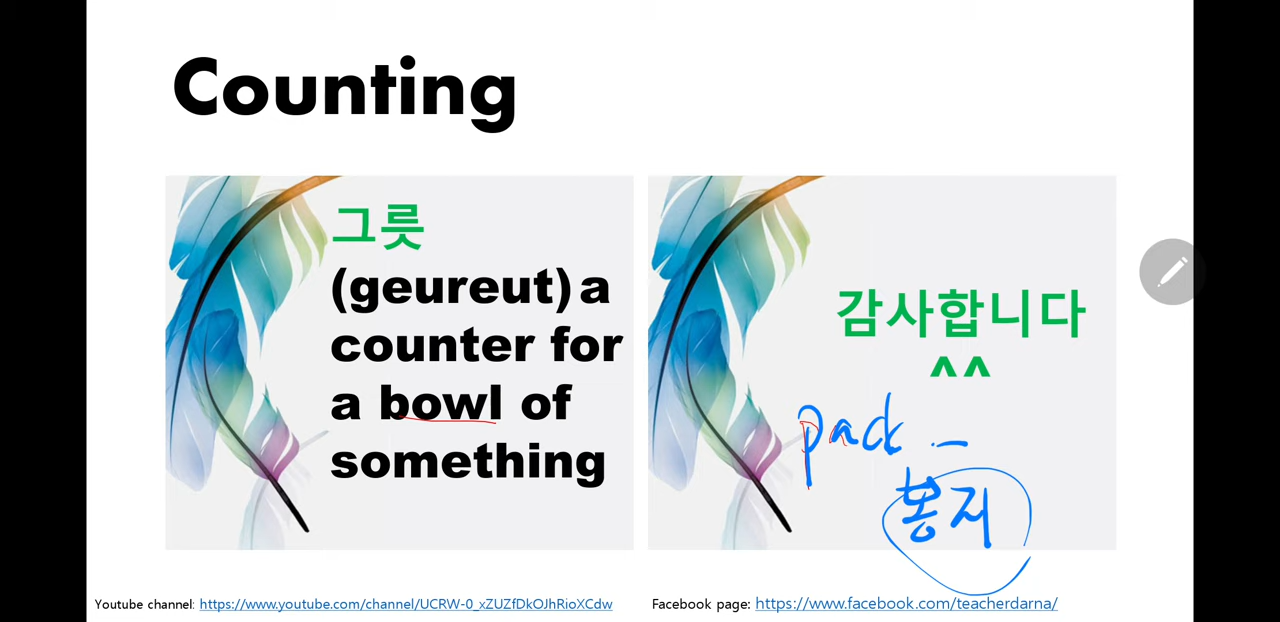 Counting
그릇
(geureut) a
counter for
a bowl of
something
감사합니다
^^
pack -
봉지
Youtube channel: https://www.youtube.com/channel/UCRW-0_xZUZfDkOJhRioXCdw
Facebook page: https://www.facebook.com/teacherdarna/